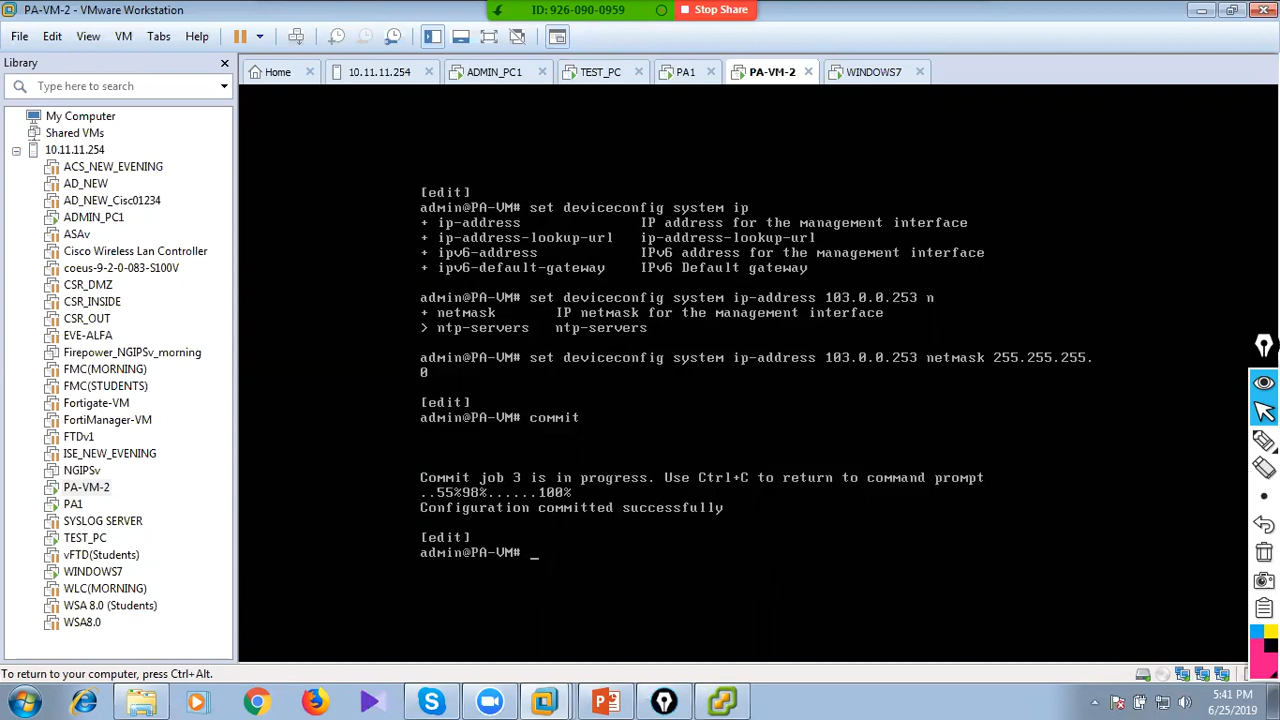 PA-VM-2 - VMware Workstation
ID: 926-090-0959
Stop Share
File Edit View VM Tabs Help
Library
Type here to search
My Computer
Shared VMs
10.11.11.254
ACS_NEW_EVENING
AD_NEW
AD_NEW_Cisco01234
ADMIN_PC1
ASAv
Cisco Wireless Lan Controller
coeus-9-2-0-083-S100V
CSR_DMZ
CSR_INSIDE
CSR_OUT
EVE-ALFA
Firepower_NGIPSv_morning
FMC(MORNING)
FMC(STUDENTS)
Fortigate-VM
FortiManager-VM
FTDv1
ISE_NEW_EVENING
NGIPSv
PA-VM-2
PA1
SYSLOG SERVER
TEST_PC
vFTD(Students)
WINDOWS7
WLC(MORNING)
WSA 8.0 (Students)
WSA8.0
Home 10.11.11.254 ADMIN_PC1 TEST_PC PA1 PA-VM-2 WINDOWS7
[edit]
admin@PA-VM# set deviceconfig system ip
+ ip-address IP address for the management interface
+ ip-address-lookup-url ip-address-lookup-url
+ ipv6-address IPv6 address for the management interface
+ ipv6-default-gateway IPv6 Default gateway
admin@PA-VM# set deviceconfig system ip-address 103.0.0.253 n
+ netmask IP netmask for the management interface
> ntp-servers ntp-servers
admin@PA-VM# set deviceconfig system ip-address 103.0.0.253 netmask 255.255.255.
0
[edit]
admin@PA-VM# commit
Commit job 3 is in progress. Use Ctrl+C to return to command prompt
..55%98%......100%
Configuration committed successfully
[edit]
admin@PA-VM# _
To return to your computer, press Ctrl+Alt.
5:41 PM
6/25/2019